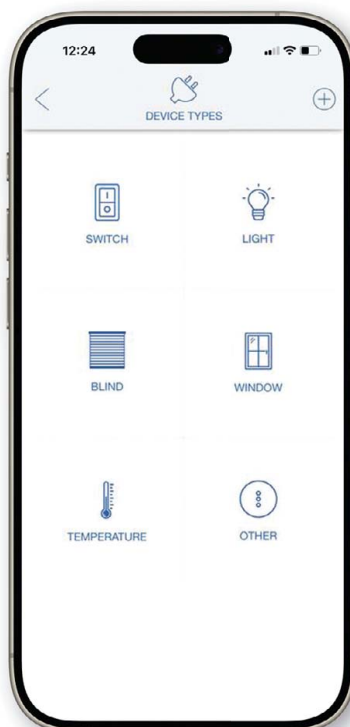 12:24
DEVICE TYPES
SWITCH
LIGHT
BLIND
WINDOW
TEMPERATURE
OTHER